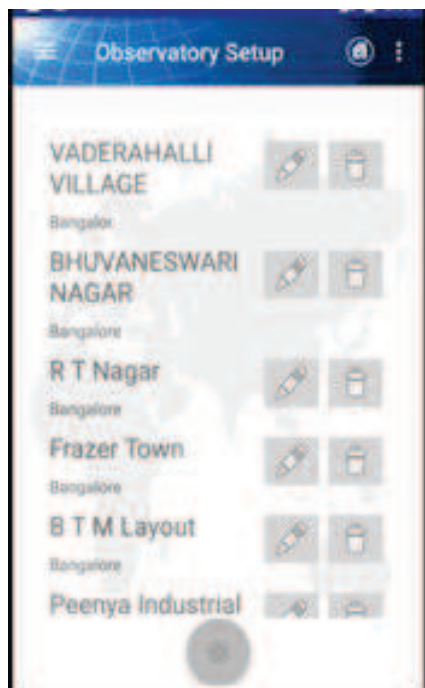 Observatory Setup
VADERAHALLI
VILLAGE
Bangalor
BHUVANESWARI
NAGAR
Bangalore
R T Nagar
Bangalore
Frazer Town
Bangalore
B T M Layout
Bangalore
Peenya Industrial